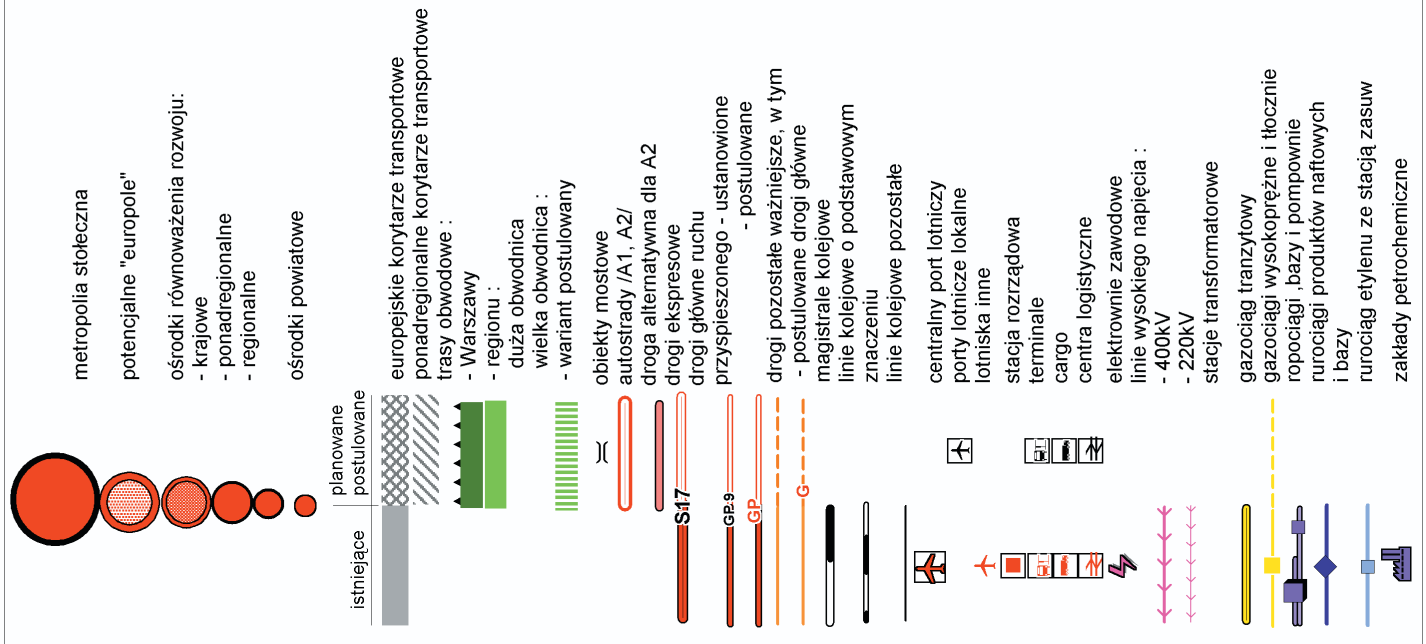 metropolia stołeczna
potencjalne "europole"
ośrodki równoważenia rozwoju:
- krajowe
- ponadregionalne
- regionalne
ośrodki powiatowe
istniejące
planowane
postulowane
europejskie korytarze transportowe
ponadregionalne korytarze transportowe
trasy obwodowe :
- Warszawy
- regionu :
duża obwodnica
wielka obwodnica :
- wariant postulowany
obiekty mostowe
autostrady /A1, A2/
droga alternatywna dla A2
S17
drogi ekspresowe
drogi główne ruchu
GP.9
przyspieszonego - ustanowione
GP
- postulowane
drogi pozostałe ważniejsze, w tym
G
- postulowane drogi główne
magistrale kolejowe
linie kolejowe o podstawowym
znaczeniu
linie kolejowe pozostałe
centralny port lotniczy
porty lotnicze lokalne
lotniska inne
stacja rozrządowa
terminale
cargo
centra logistyczne
elektrownie zawodowe
linie wysokiego napięcia :
- 400kV
- 220kV
stacje transformatorowe
gazociąg tranzytowy
gazociągi wysokoprężne i tłocznie
ropociągi ,bazy i pompownie
rurociągi produktów naftowych
i bazy
rurociąg etylenu ze stacją zasuw
zakłady petrochemiczne